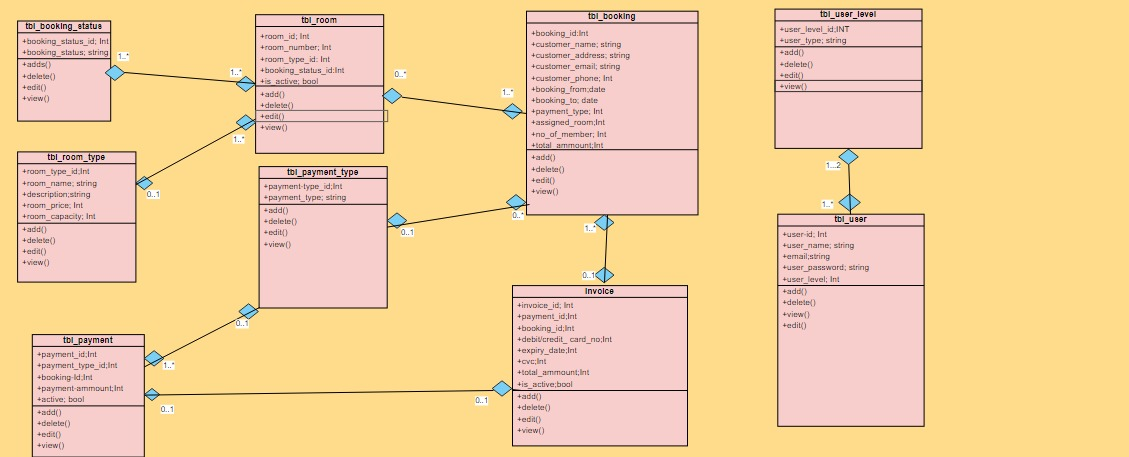 tbl_booking_status
+booking_status_id; Int
+booking_status; string
+adds()
+delete()
+edit()
+view()
1..*
1..*
tbl_room
+room_id; Int
+room_number; Int
+room_type_id: Int
+booking_status_id:Int
+is_active; bool
+add()
+delete()
+edit()
+view()
1..*
0..*
1..*
tbl_booking
+booking_id:Int
+customer_name; string
+customer_address; string
+customer_email; string
+customer_phone; Int
+booking_from;date
+booking_to; date
+payment_type; Int
+assigned_room;Int
+no_of_member; Int
+total_ammount;Int
+add()
+delete()
+edit()
+view()
0..*
1..*
tbl_user_level
+user_level_id;INT
+user_type; string
+add()
+delete()
+edit()
+view()
1...2
1..*
tbl_room_type
+room_type_id;Int
+room_name; string
+description;string
+room_price; Int
+room_capacity; Int
+add()
+delete()
+edit()
+view()
0..1
tbl_payment_type
+payment-type_id;Int
+payment_type; string
+add()
+delete()
+edit()
+view()
0..1
0..1
tbl_user
+user-id; Int
+user_name; string
+email;string
+user_password; string
+user_level; Int
+add()
+delete()
+view()
+edit()
tbl_payment
+payment_id;Int
+payment_type_id;Int
+booking-Id;Int
+payment-ammount;Int
+active; bool
+add()
+delete()
+edit()
+view()
1..*
0..1
0..1
0..1
Invoice
+invoice_id; Int
+payment_id;Int
+booking_id;Int
+debit/credit_ card_no;Int
+expiry_date;Int
+cvc;Int
+total_ammount;Int
+is_active;bool
+add()
+delete()
+edit()
+view()